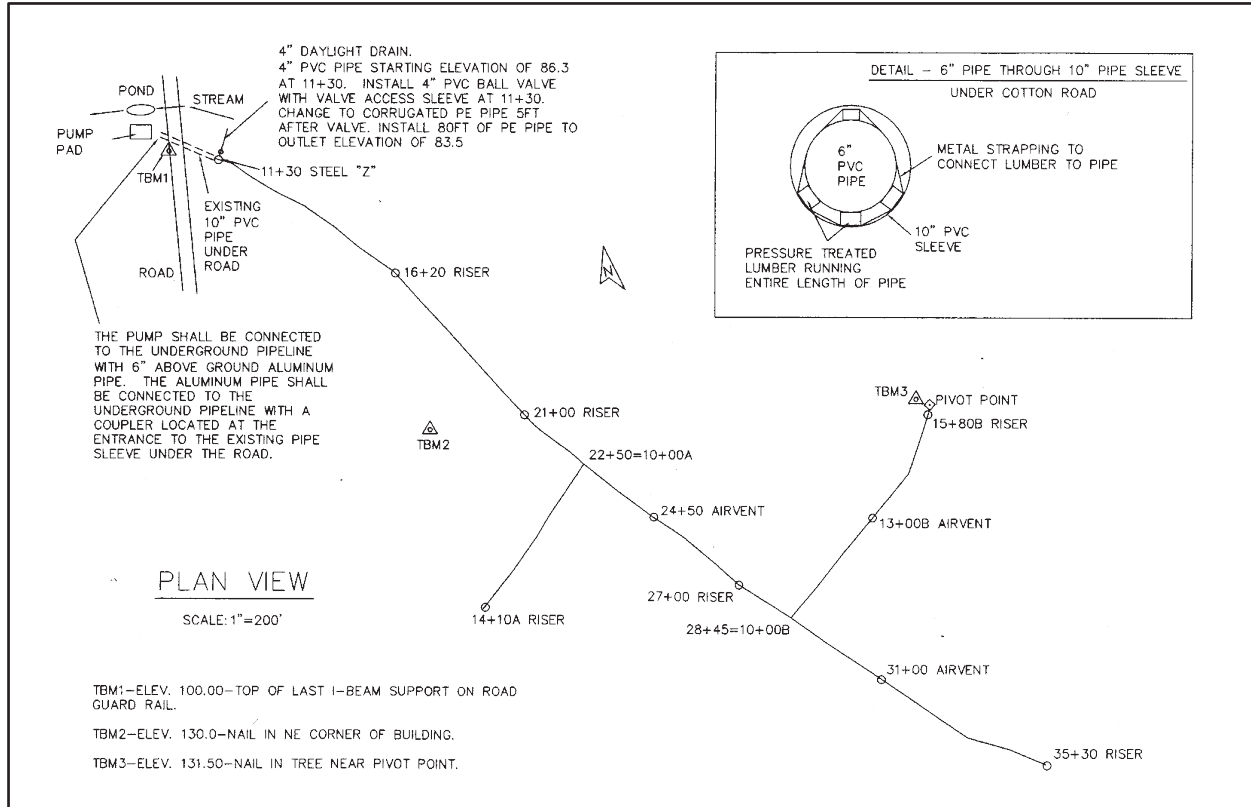 4" DAYLIGHT DRAIN.
4" PVC PIPE STARTING ELEVATION OF 86.3
AT 11+30. INSTALL 4" PVC BALL VALVE
WITH VALVE ACCESS SLEEVE AT 11+30.
CHANGE TO CORRUGATED PE PIPE 5FT
AFTER VALVE. INSTALL 80FT OF PE PIPE TO
OUTLET ELEVATION OF 83.5
POND
STREAM
PUMP
PAD
TBM1
11+30 STEEL "Z"
EXISTING
10" PVC
PIPE
UNDER
ROAD
ROAD
16+20 RISER
N
THE PUMP SHALL BE CONNECTED
TO THE UNDERGROUND PIPELINE
WITH 6" ABOVE GROUND ALUMINUM
PIPE. THE ALUMINUM PIPE SHALL
BE CONNECTED TO THE
UNDERGROUND PIPELINE WITH A
COUPLER LOCATED AT THE
ENTRANCE TO THE EXISTING PIPE
SLEEVE UNDER THE ROAD.
DETAIL - 6" PIPE THROUGH 10" PIPE SLEEVE
UNDER COTTON ROAD
6"
PVC
PIPE
METAL STRAPPING TO
CONNECT LUMBER TO PIPE
10" PVC
SLEEVE
PRESSURE TREATED
LUMBER RUNNING
ENTIRE LENGTH OF PIPE
21+00 RISER
TBM2
22+50=10+00A
24+50 AIRVENT
TBM3
PIVOT POINT
15+80B RISER
13+00B AIRVENT
27+00 RISER
14+10A RISER
28+45=10+00B
31+00 AIRVENT
35+30 RISER
PLAN VIEW
SCALE: 1"=200'
TBM1-ELEV. 100.00-TOP OF LAST I-BEAM SUPPORT ON ROAD
GUARD RAIL.
TBM2-ELEV. 130.0-NAIL IN NE CORNER OF BUILDING.
TBM3-ELEV. 131.50-NAIL IN TREE NEAR PIVOT POINT.